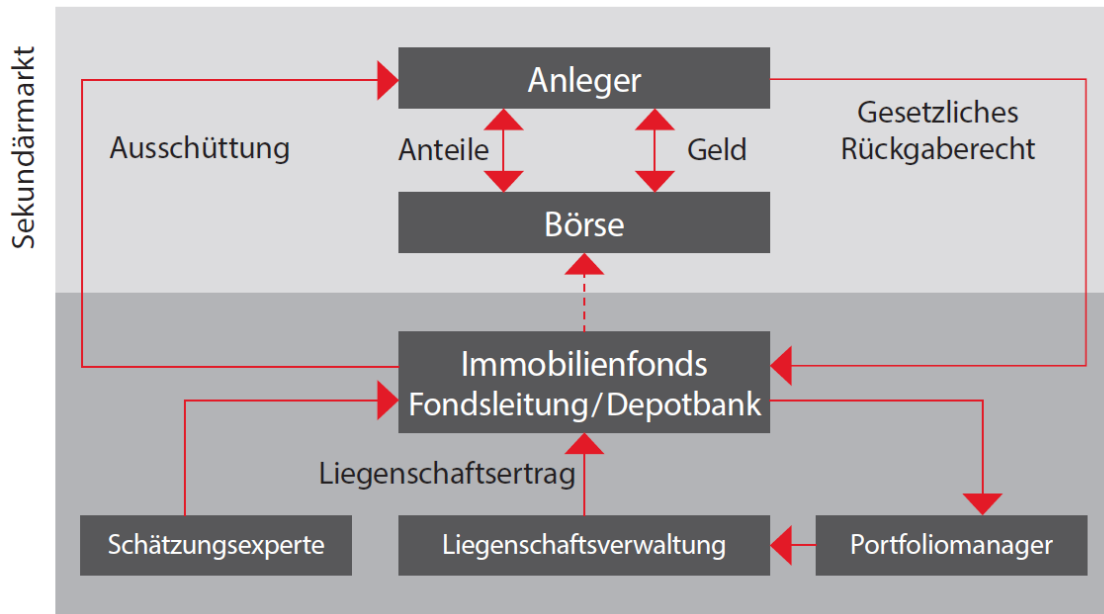 Sekundärmarkt
Anleger
Ausschüttung
Anteile
Geld
Gesetzliches
Rückgaberecht
Börse
Immobilienfonds
Fondsleitung/Depotbank
Liegenschaftsertrag
Schätzungsexperte
Liegenschaftsverwaltung
Portfoliomanager